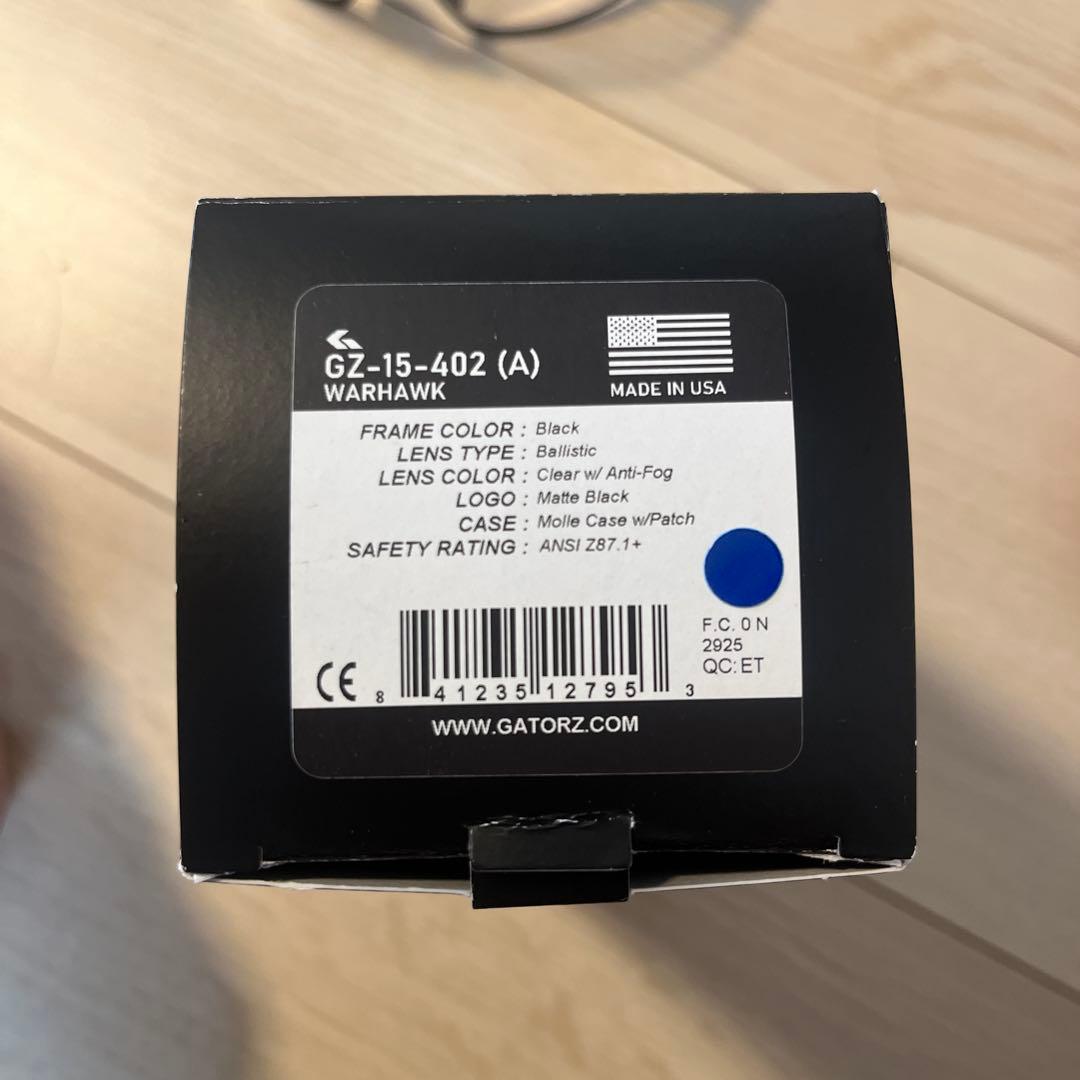 GZ-15-402 (A)
WARHAWK
MADE IN USA
FRAME COLOR : Black
LENS TYPE : Ballistic
LENS COLOR : Clear w/ Anti-Fog
LOGO : Matte Black
CASE : Molle Case w/Patch
SAFETY RATING : ANSI Z87.1+
F.C. 0 N
2925
QC: ET
CE
8 41235 12795 3
WWW.GATORZ.COM